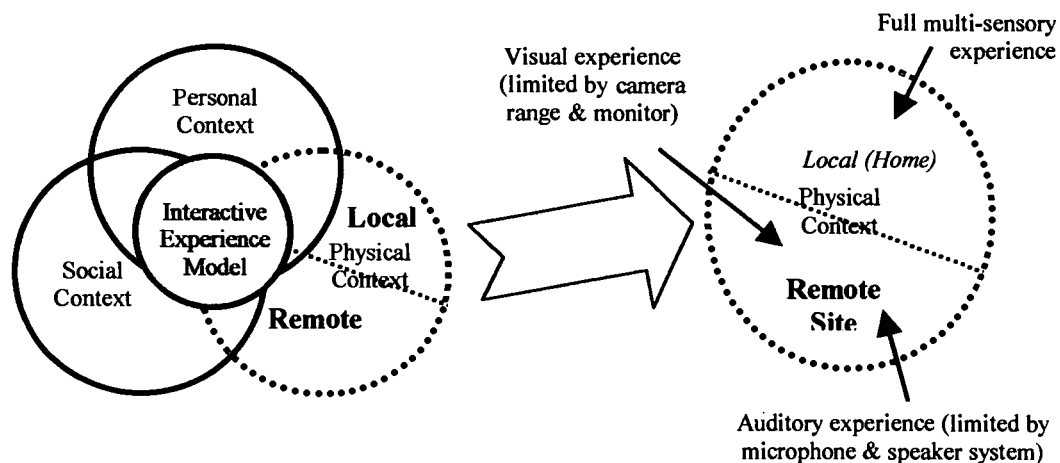 Personal
Context
Interactive
Experience
Model
Social
Context
Local
Physical
Context
Remote
Visual experience
(limited by camera
range & monitor)
Full multi-sensory
experience
Local (Home)
Physical
Context
Remote
Site
Auditory experience (limited by
microphone & speaker system)